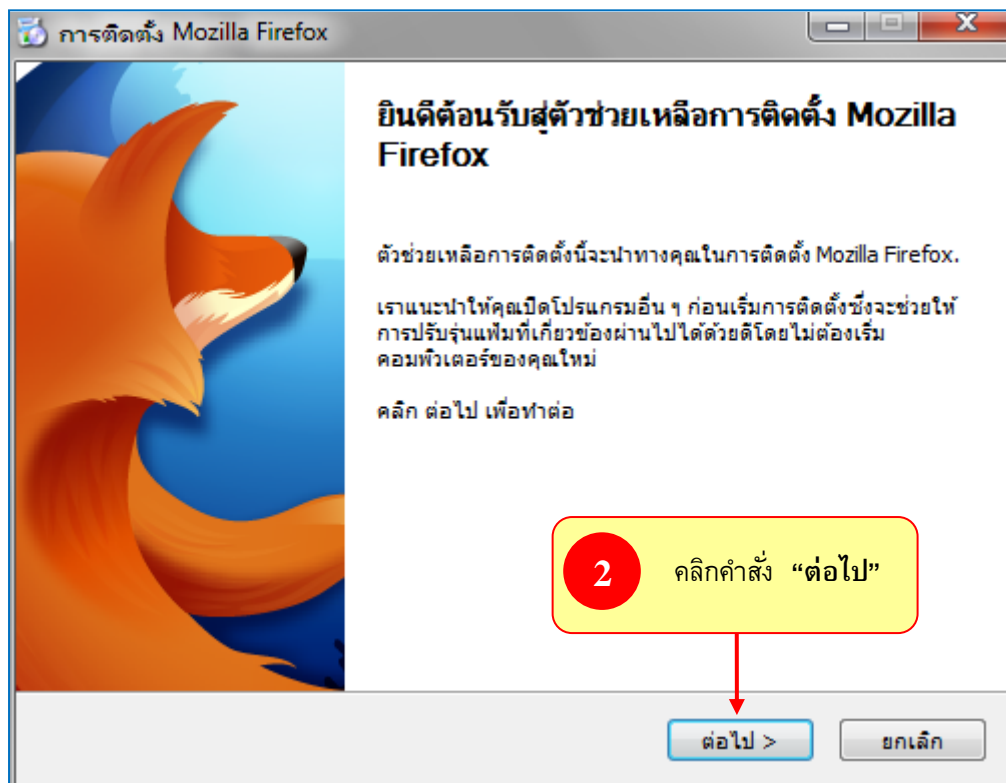 การติดตั้ง Mozilla Firefox
ยินดีต้อนรับสู่ตัวช่วยเหลือการติดตั้ง Mozilla
Firefox
ตัวช่วยเหลือการติดตั้งนี้จะนำทางคุณในการติดตั้ง Mozilla Firefox.
เราแนะนำให้คุณปิดโปรแกรมอื่น ๆ ก่อนเริ่มการติดตั้งซึ่งจะช่วยให้
การปรับรุ่นแฟ้มที่เกี่ยวข้องผ่านไปได้ด้วยดีโดยไม่ต้องเริ่ม
คอมพิวเตอร์ของคุณใหม่
คลิก ต่อไป เพื่อทำต่อ
2 คลิกคำสั่ง “ต่อไป”
ต่อไป > ยกเลิก